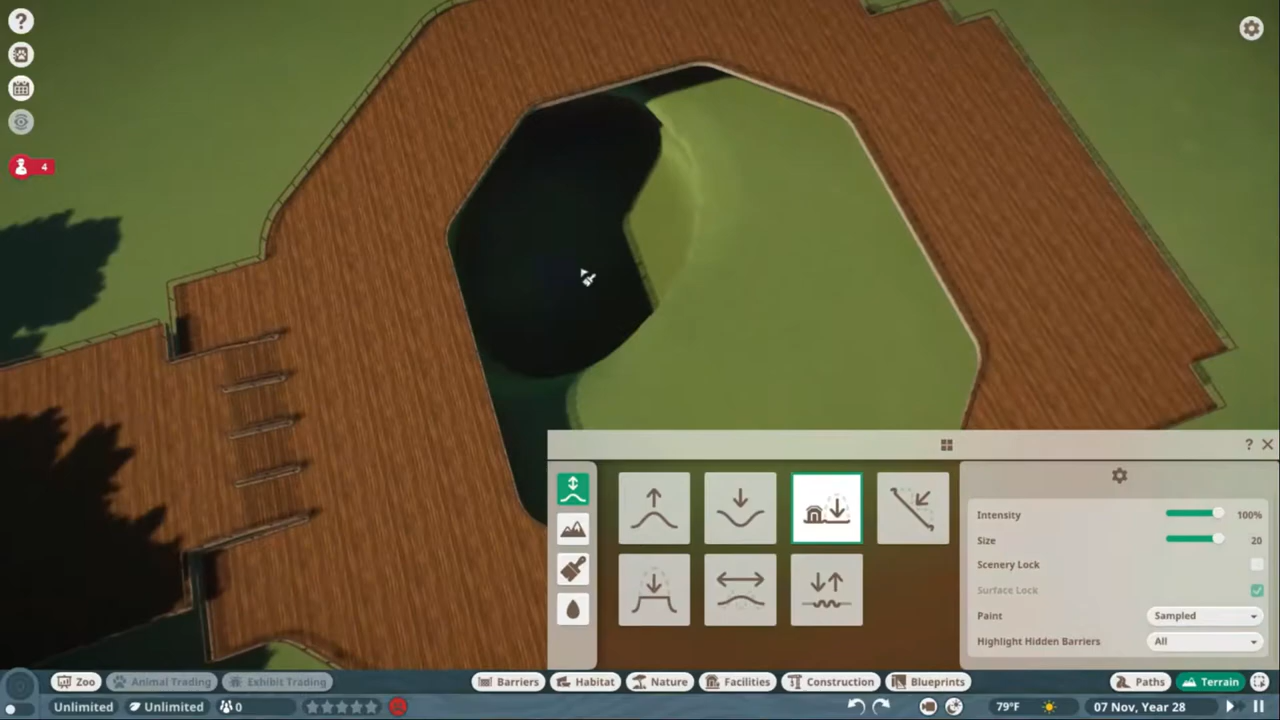 4
?
Intensity 100%
Size 20
Scenery Lock
Surface Lock
Paint Sampled
Highlight Hidden Barriers All
Zoo Animal Trading Exhibit Trading Barriers Habitat Nature Facilities Construction Blueprints Paths Terrain
Unlimited Unlimited 0 79°F 07 Nov, Year 28